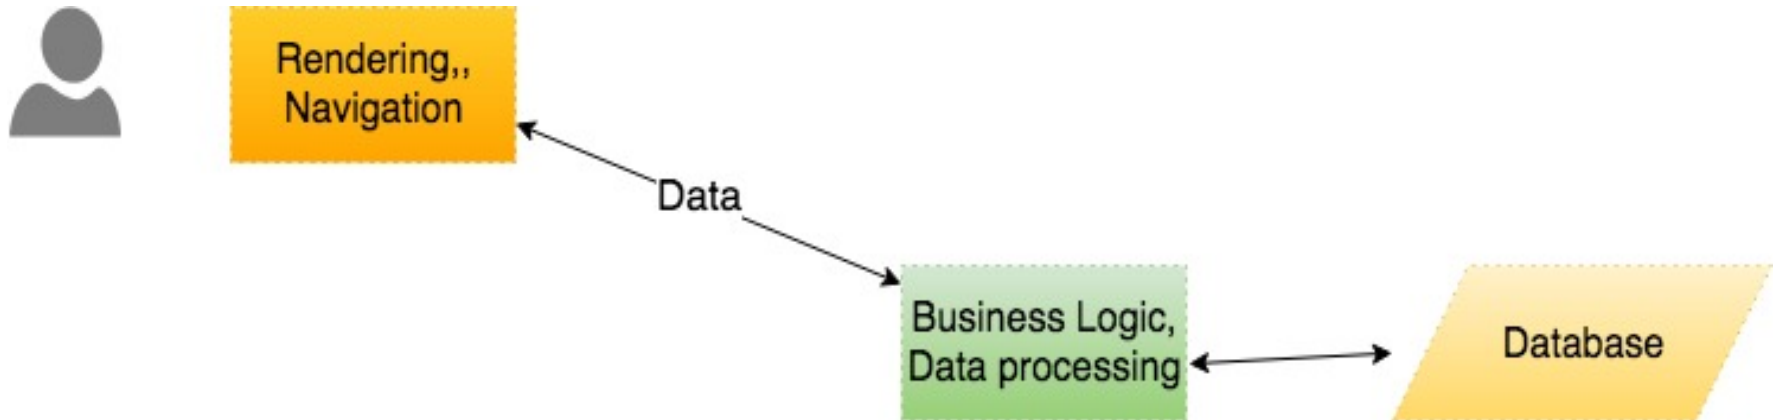 Rendering,,
Navigation
Data
Business Logic,
Data processing
Database